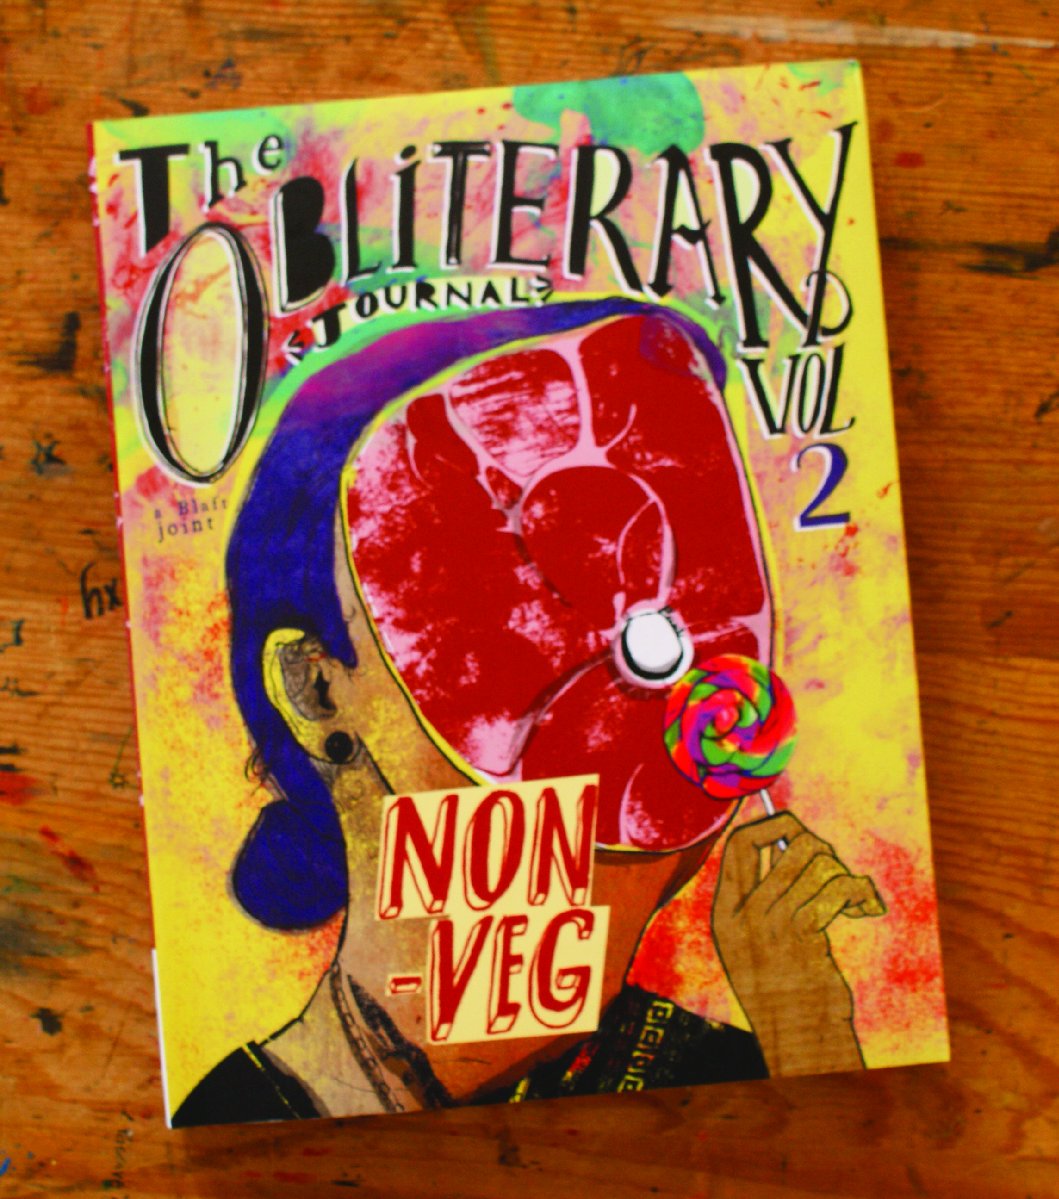 The
OBLiTERARY
<JOURNAL>
VOL
2
a Blaft
joint
NON
-VEG